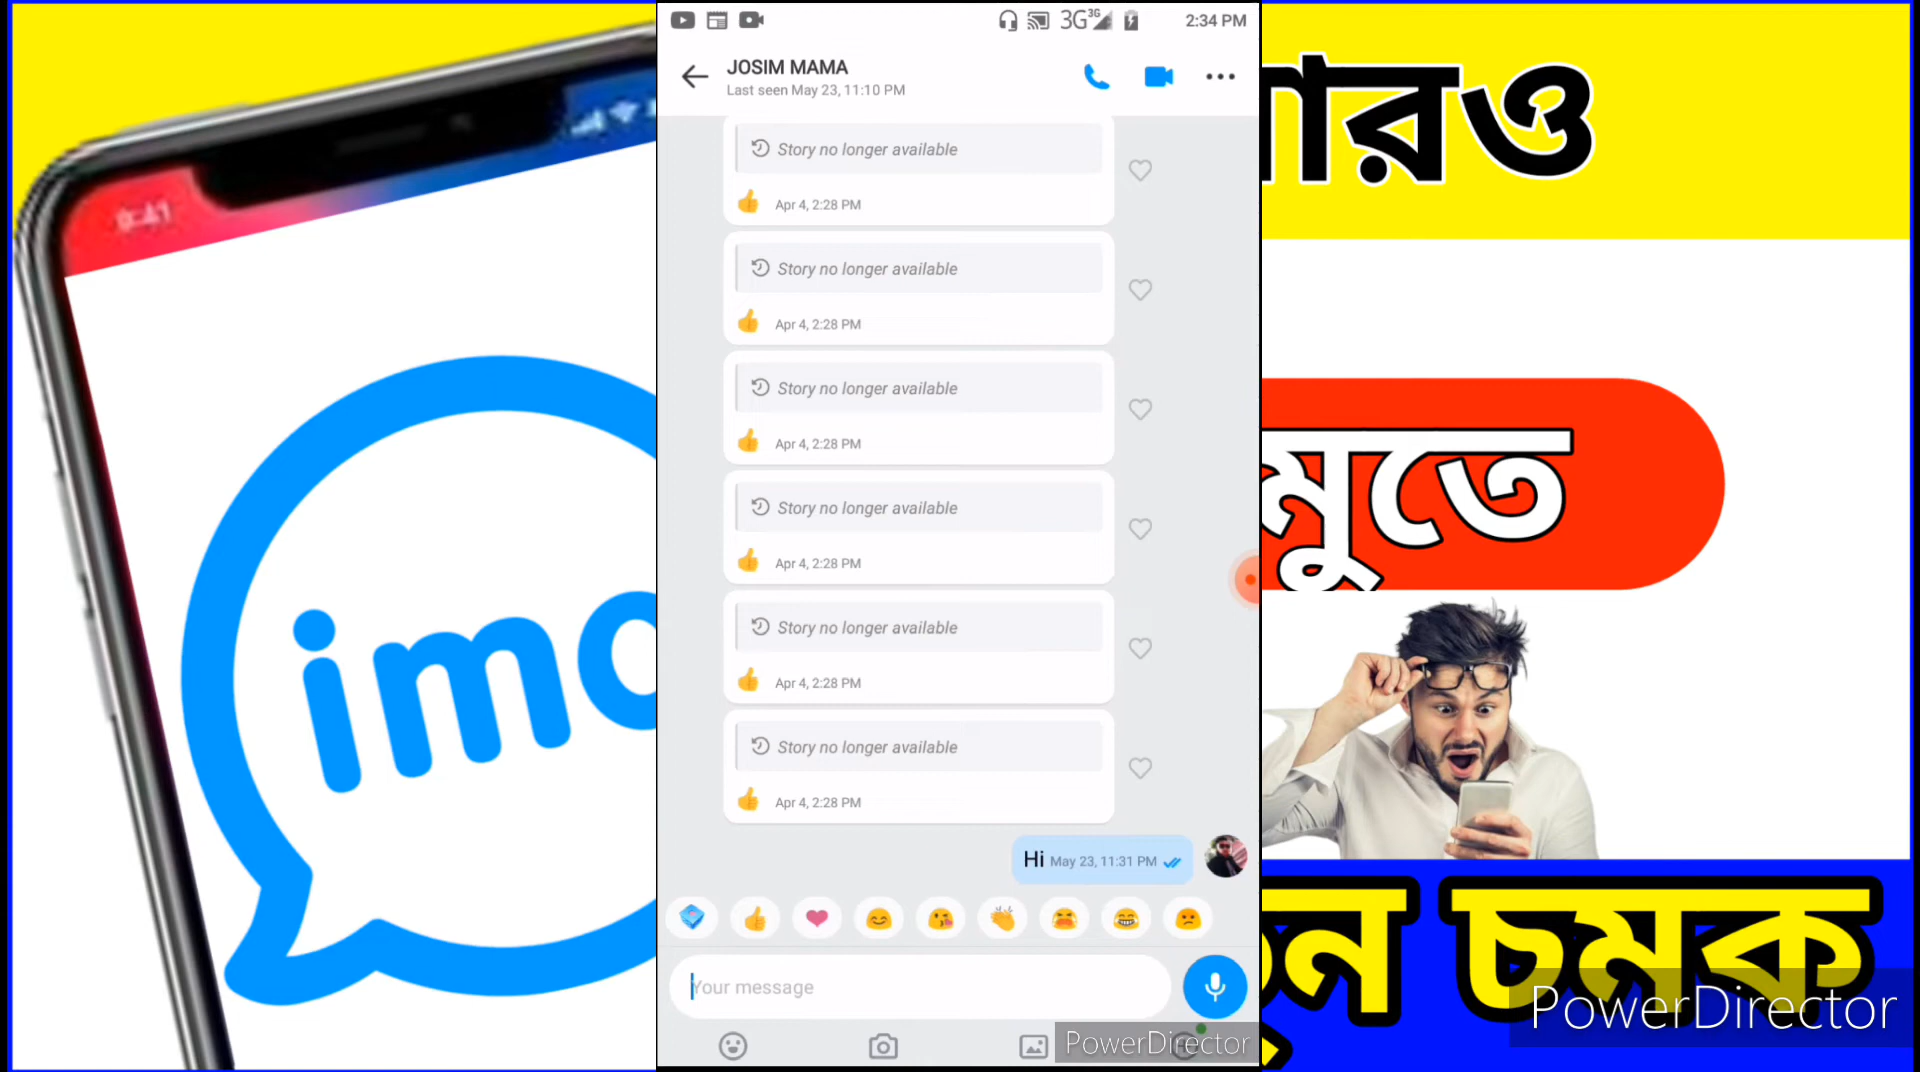 3G 3G 2:34 PM
JOSIM MAMA
Last seen May 23, 11:10 PM
Story no longer available
Apr 4, 2:28 PM
Story no longer available
Apr 4, 2:28 PM
Story no longer available
Apr 4, 2:28 PM
Story no longer available
Apr 4, 2:28 PM
Story no longer available
Apr 4, 2:28 PM
Story no longer available
Apr 4, 2:28 PM
Hi May 23, 11:31 PM
Your message
PowerDirector
9:41
imo
চমক
PowerDirector